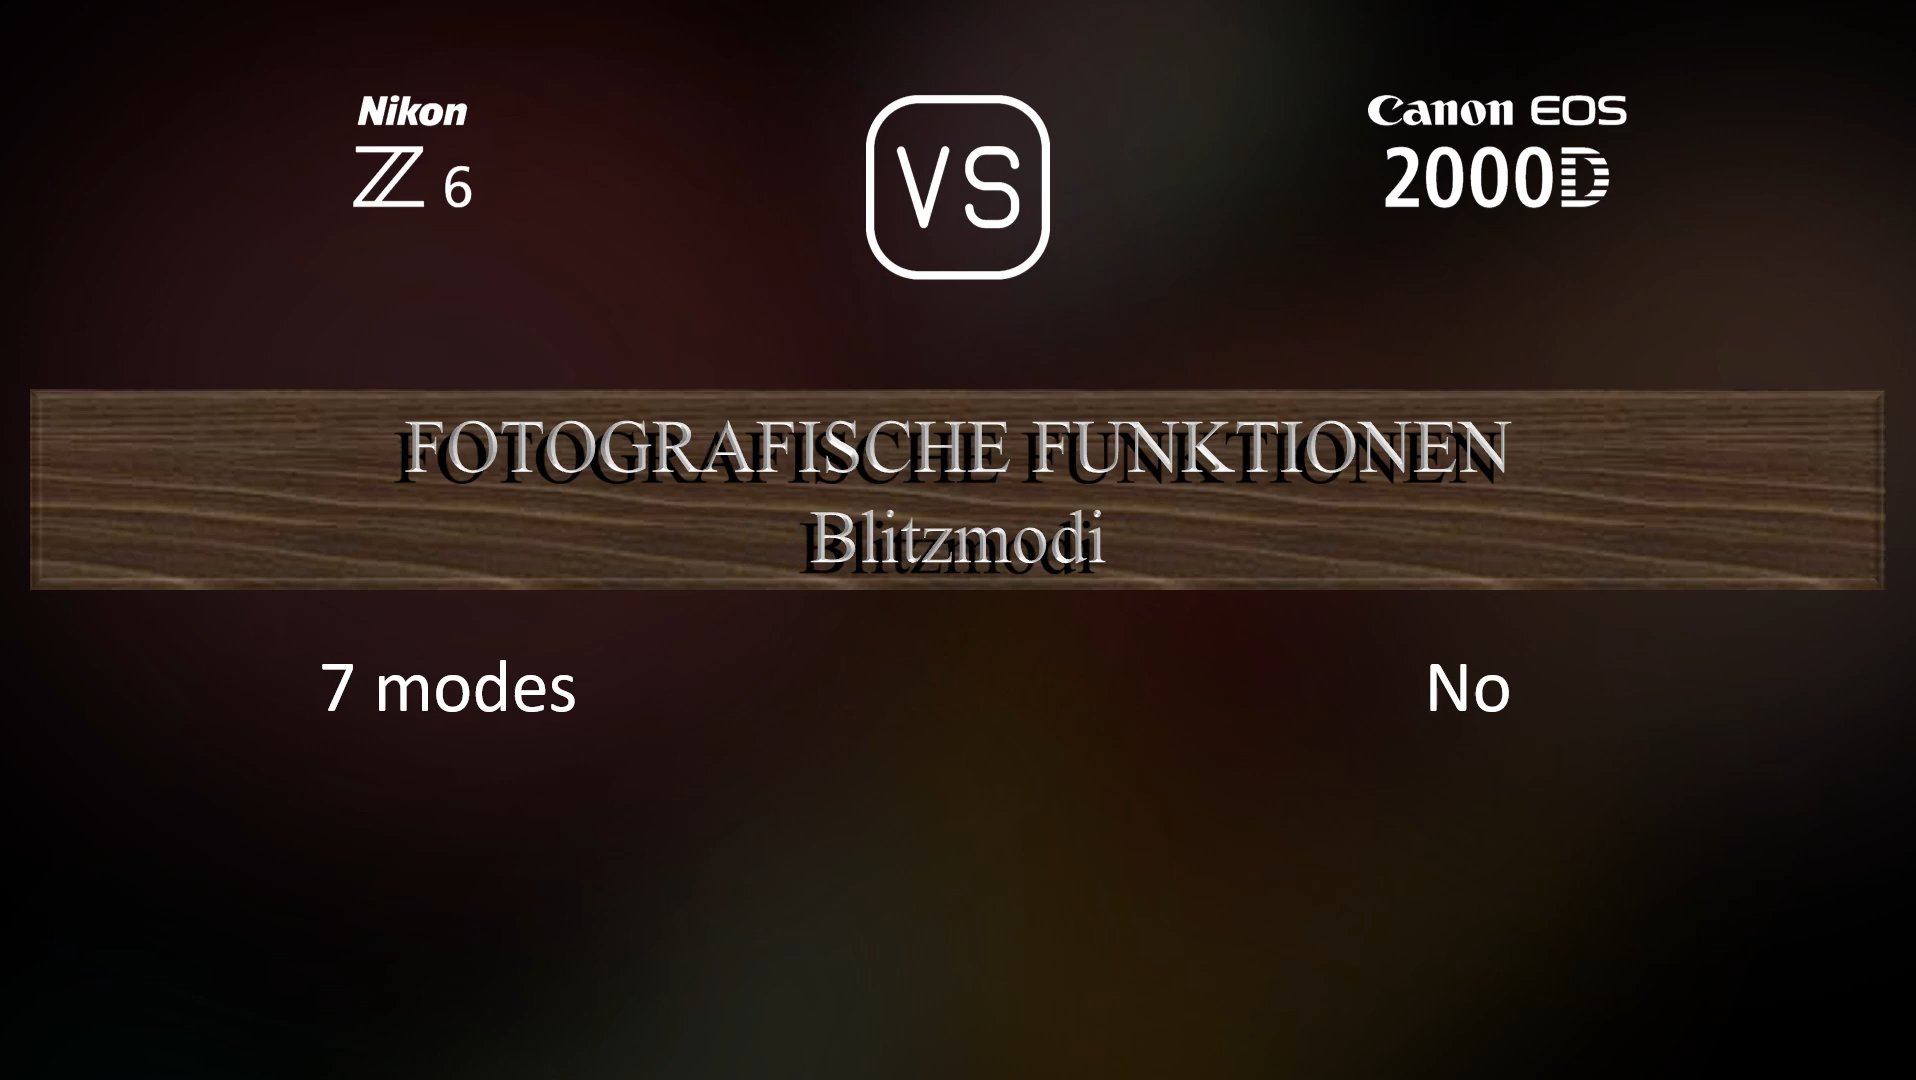 Nikon
Z 6
VS
Canon EOS
2000D
FOTOGRAFISCHE FUNKTIONEN
Blitzmodi
7 modes
No